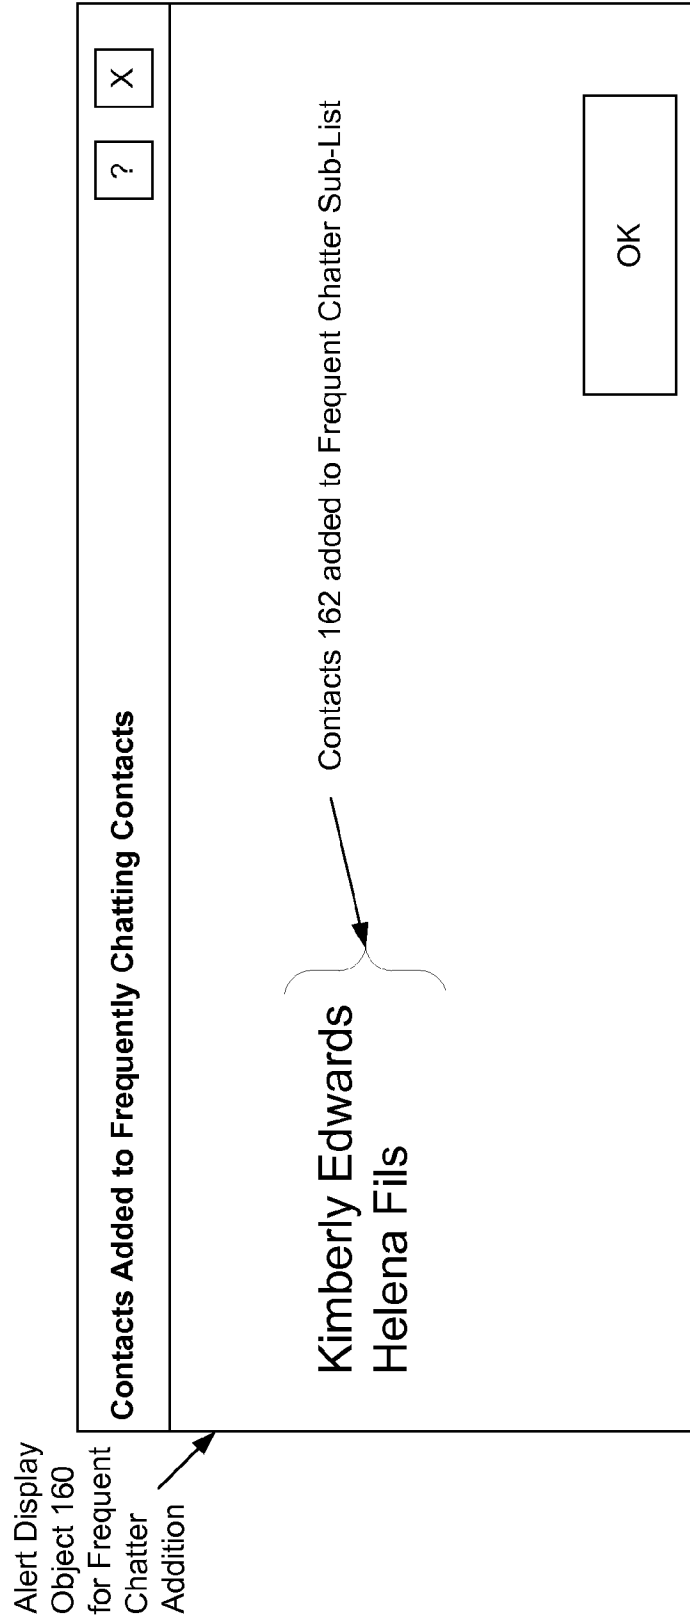 Alert Display
Object 160
for Frequent
Chatter
Addition
Contacts Added to Frequently Chatting Contacts
?
X
Kimberly Edwards
Helena Fils
Contacts 162 added to Frequent Chatter Sub-List
OK